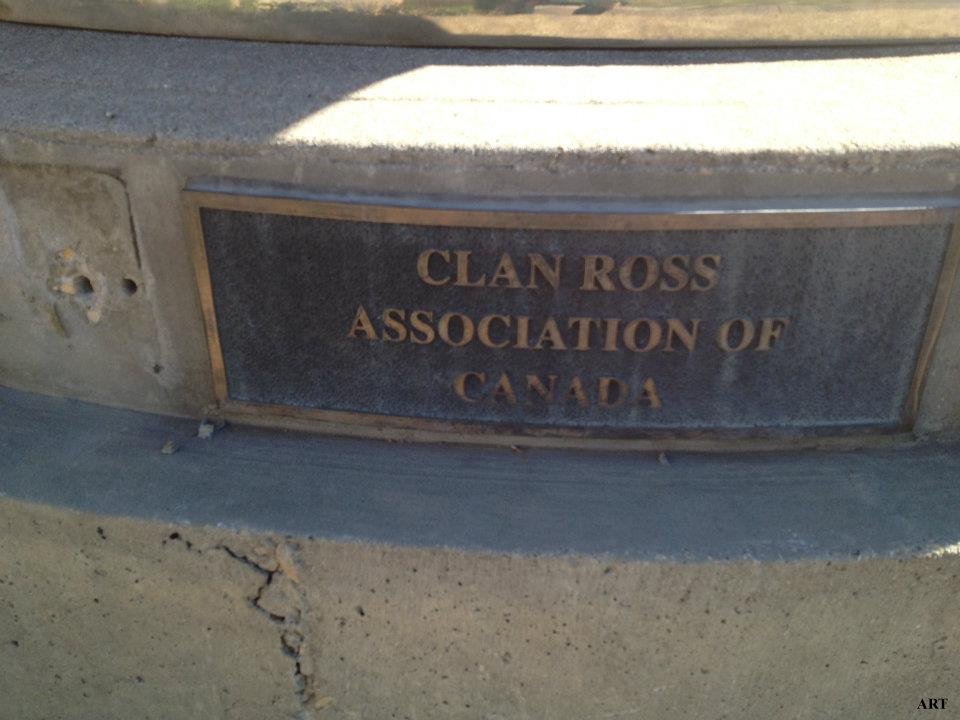 CLAN ROSS
ASSOCIATION OF
CANADA
ART